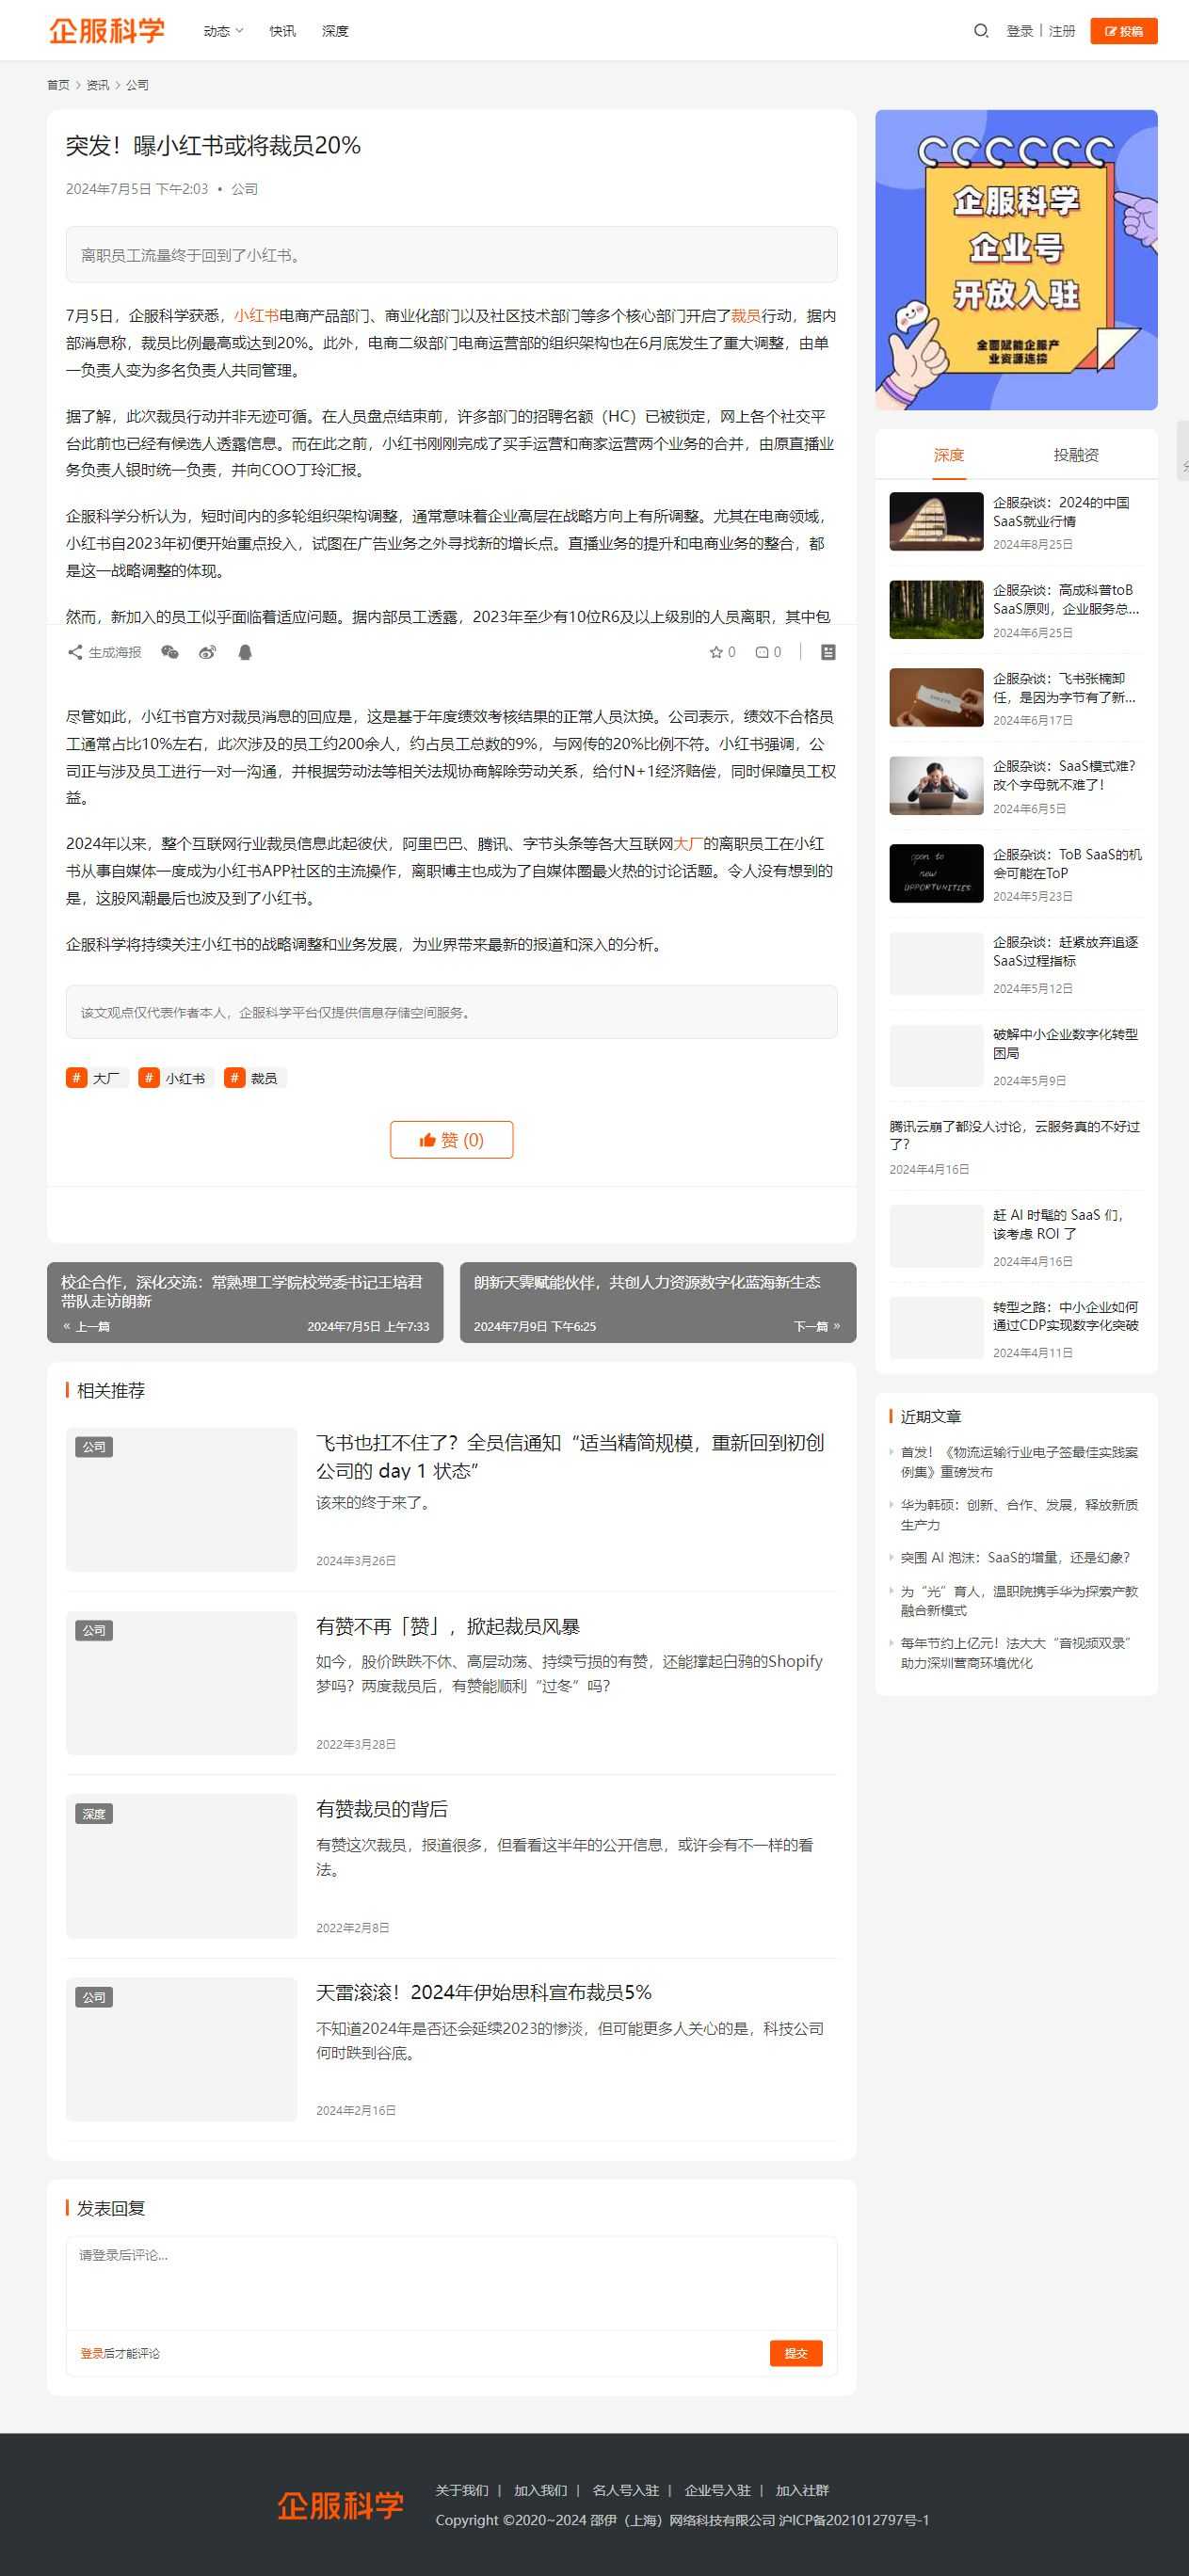 企服科学
动态
快讯
深度
登录
注册
投稿
首页 > 资讯 > 公司
突发！曝小红书或将裁员20%
2024年7月5日 下午2:03 • 公司
离职员工流量终于回到了小红书。
7月5日，企服科学获悉，小红书电商产品部门、商业化部门以及社区技术部门等多个核心部门开启了裁员行动，据内
部消息称，裁员比例最高或达到20%。此外，电商二级部门电商运营部的组织架构也在6月底发生了重大调整，由单
一负责人变为多名负责人共同管理。
据了解，此次裁员行动并非无迹可循。在人员盘点结束前，许多部门的招聘名额（HC）已被锁定，网上各个社交平
台此前也已经有候选人透露信息。而在此之前，小红书刚刚完成了买手运营和商家运营两个业务的合并，由原直播业
务负责人银时统一负责，并向COO丁玲汇报。
企服科学分析认为，短时间内的多轮组织架构调整，通常意味着企业高层在战略方向上有所调整。尤其在电商领域，
小红书自2023年初便开始重点投入，试图在广告业务之外寻找新的增长点。直播业务的提升和电商业务的整合，都
是这一战略调整的体现。
然而，新加入的员工似乎面临着适应问题。据内部员工透露，2023年至少有10位R6及以上级别的人员离职，其中包
生成海报
0
0
尽管如此，小红书官方对裁员消息的回应是，这是基于年度绩效考核结果的正常人员汰换。公司表示，绩效不合格员
工通常占比10%左右，此次涉及的员工约200余人，约占员工总数的9%，与网传的20%比例不符。小红书强调，公
司正与涉及员工进行一对一沟通，并根据劳动法等相关法规协商解除劳动关系，给付N+1经济赔偿，同时保障员工权
益。
2024年以来，整个互联网行业裁员信息此起彼伏，阿里巴巴、腾讯、字节头条等各大互联网大厂的离职员工在小红
书从事自媒体一度成为小红书APP社区的主流操作，离职博主也成为了自媒体圈最火热的讨论话题。令人没有想到的
是，这股风潮最后也波及到了小红书。
企服科学将持续关注小红书的战略调整和业务发展，为业界带来最新的报道和深入的分析。
该文观点仅代表作者本人，企服科学平台仅提供信息存储空间服务。
# 大厂
# 小红书
# 裁员
赞 (0)
校企合作，深化交流：常熟理工学院校党委书记王培君
带队走访朗新
« 上一篇
2024年7月5日 上午7:33
朗新天霁赋能伙伴，共创人力资源数字化蓝海新生态
2024年7月9日 下午6:25
下一篇 »
相关推荐
公司
飞书也扛不住了？全员信通知“适当精简规模，重新回到初创
公司的 day 1 状态”
该来的终于来了。
2024年3月26日
公司
有赞不再「赞」，掀起裁员风暴
如今，股价跌跌不休、高层动荡、持续亏损的有赞，还能撑起白鸦的Shopify
梦吗？两度裁员后，有赞能顺利“过冬”吗？
2022年3月28日
深度
有赞裁员的背后
有赞这次裁员，报道很多，但看看这半年的公开信息，或许会有不一样的看
法。
2022年2月8日
公司
天雷滚滚！2024年伊始思科宣布裁员5%
不知道2024年是否还会延续2023的惨淡，但可能更多人关心的是，科技公司
何时跌到谷底。
2024年2月16日
发表回复
请登录后评论...
登录后才能评论
提交
企服科学
企业号
开放入驻
全面赋能企服产
业资源连接
深度
投融资
企服杂谈：2024的中国
SaaS就业行情
2024年8月25日
企服杂谈：高成科普toB
SaaS原则，企业服务总...
2024年6月25日
企服杂谈：飞书张楠卸
任，是因为字节有了新...
2024年6月17日
企服杂谈：SaaS模式难？
改个字母就不难了！
2024年6月5日
open to
new
OPPORTUNITIES
企服杂谈：ToB SaaS的机
会可能在ToP
2024年5月23日
企服杂谈：赶紧放弃追逐
SaaS过程指标
2024年5月12日
破解中小企业数字化转型
困局
2024年5月9日
腾讯云崩了都没人讨论，云服务真的不好过
了？
2024年4月16日
赶 AI 时髦的 SaaS 们，
该考虑 ROI 了
2024年4月16日
转型之路：中小企业如何
通过CDP实现数字化突破
2024年4月11日
近期文章
首发！《物流运输行业电子签最佳实践案
例集》重磅发布
华为韩硕：创新、合作、发展，释放新质
生产力
突围 AI 泡沫：SaaS的增量，还是幻象？
为“光”育人，温职院携手华为探索产教
融合新模式
每年节约上亿元！法大大“音视频双录”
助力深圳营商环境优化
企服科学
关于我们 | 加入我们 | 名人号入驻 | 企业号入驻 | 加入社群
Copyright ©2020~2024 邵伊（上海）网络科技有限公司 沪ICP备2021012797号-1